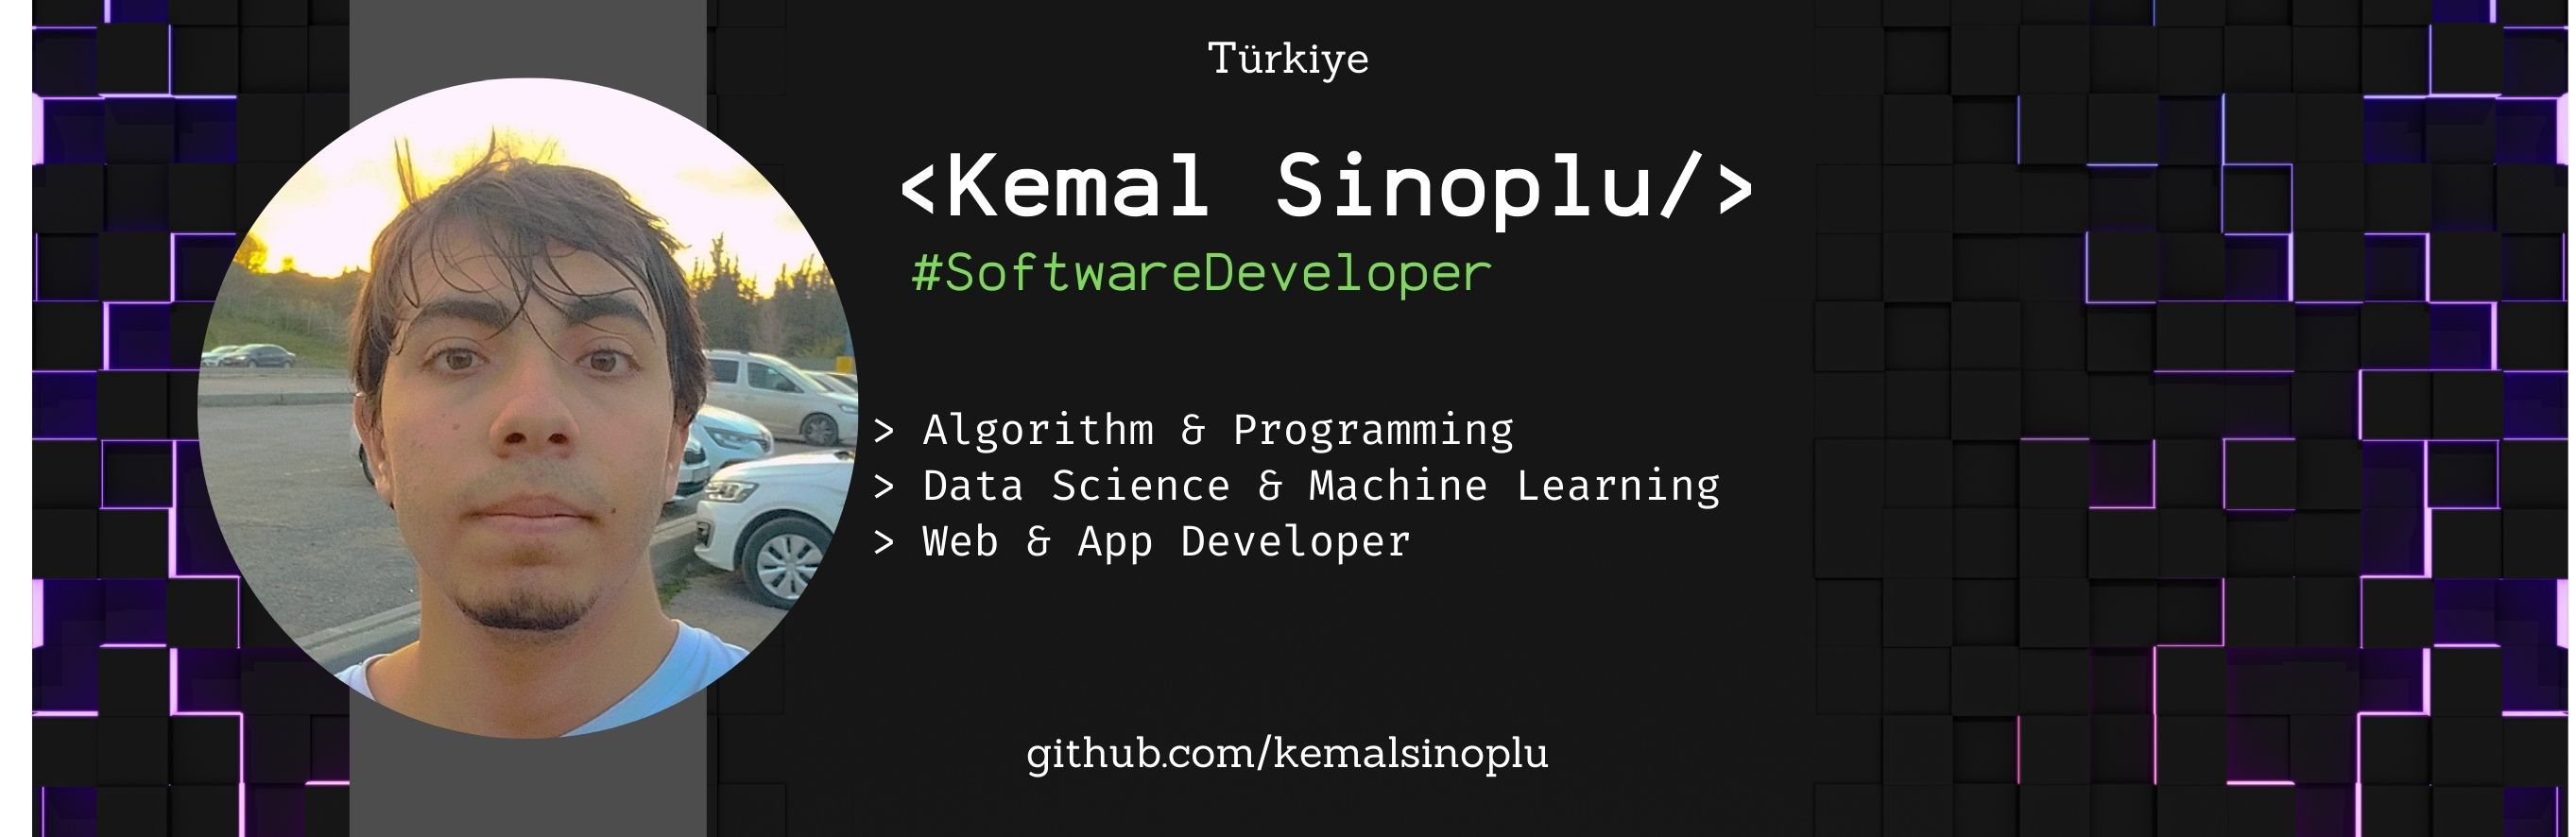 Türkiye
<Kemal Sinoplu/>
#SoftwareDeveloper
> Algorithm & Programming
> Data Science & Machine Learning
> Web & App Developer
github.com/kemalsinoplu